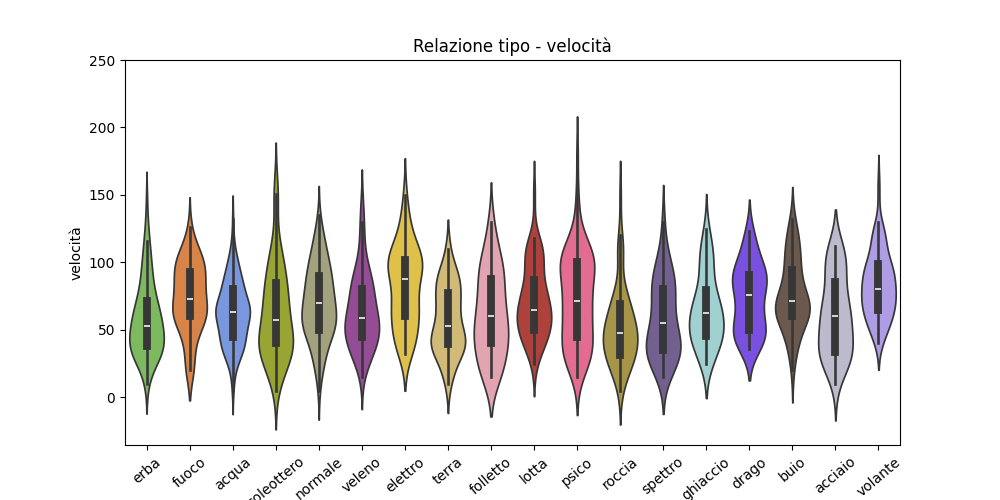 Relazione tipo - velocità
250
200
150
100
50
0
velocità
erba
fuoco
acqua
oleottero
normale
veleno
elettro
terra
folletto
lotta
psico
roccia
spettro
ghiaccio
drago
buio
acciaio
volante